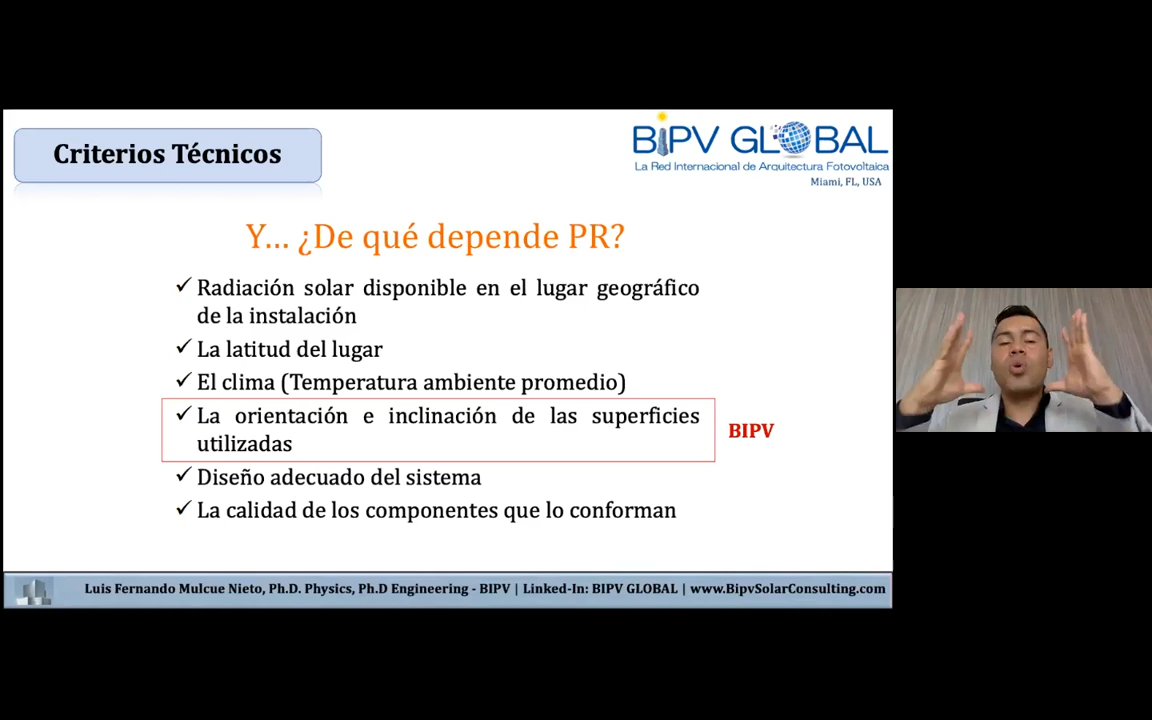 Criterios Técnicos
BIPV GLOBAL
La Red Internacional de Arquitectura Fotovoltaica
Miami, FL, USA
Y... ¿De qué depende PR?
✓ Radiación solar disponible en el lugar geográfico
de la instalación
✓ La latitud del lugar
✓ El clima (Temperatura ambiente promedio)
✓ La orientación e inclinación de las superficies
utilizadas
BIPV
✓ Diseño adecuado del sistema
✓ La calidad de los componentes que lo conforman
Luis Fernando Mulcue Nieto, Ph.D. Physics, Ph.D Engineering - BIPV | Linked-In: BIPV GLOBAL | www.BipvSolarConsulting.com